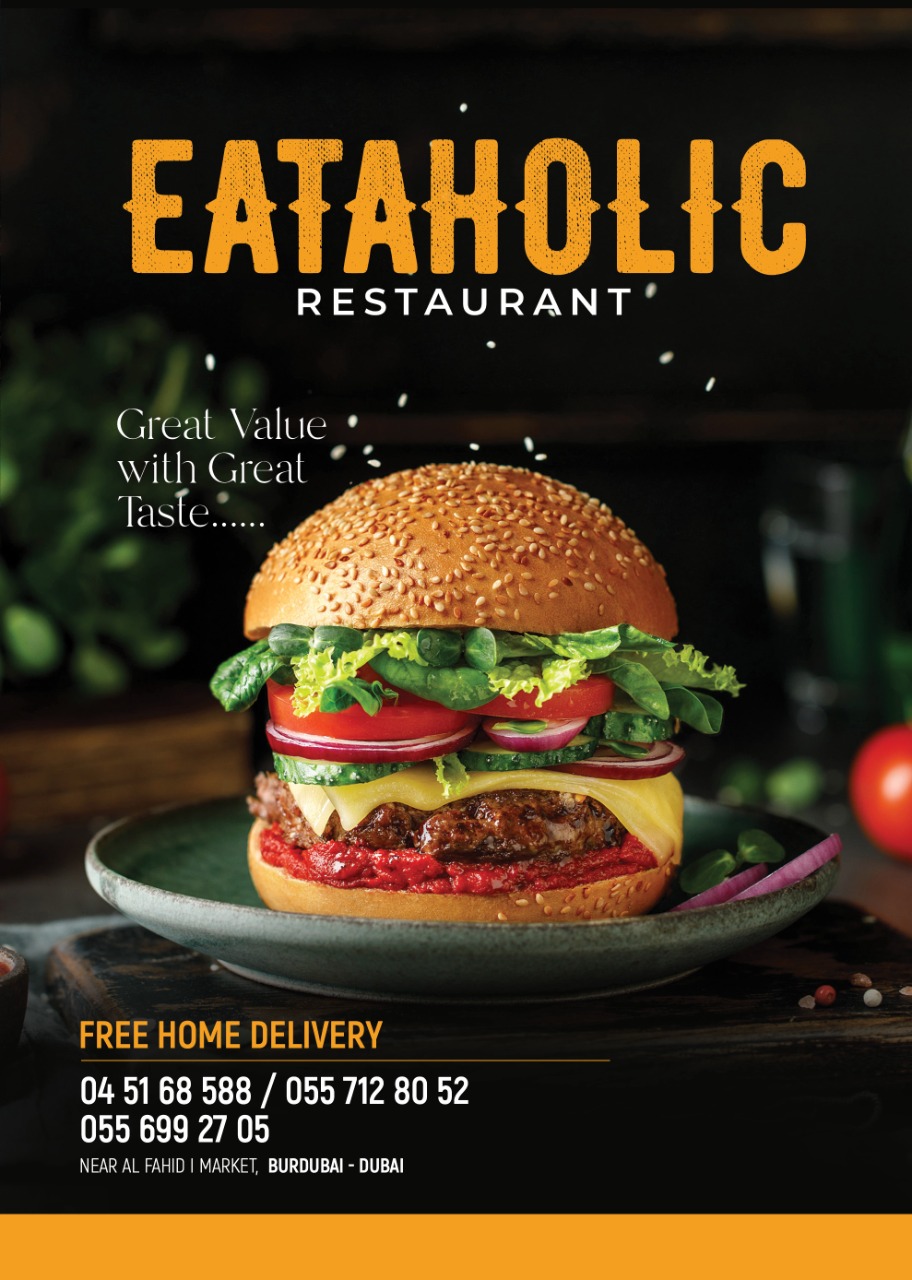 EATAHOLIC
RESTAURANT
Great Value
with Great
Taste......
FREE HOME DELIVERY
04 51 68 588 / 055 712 80 52
055 699 27 05
NEAR AL FAHID I MARKET, BURDUBAI - DUBAI